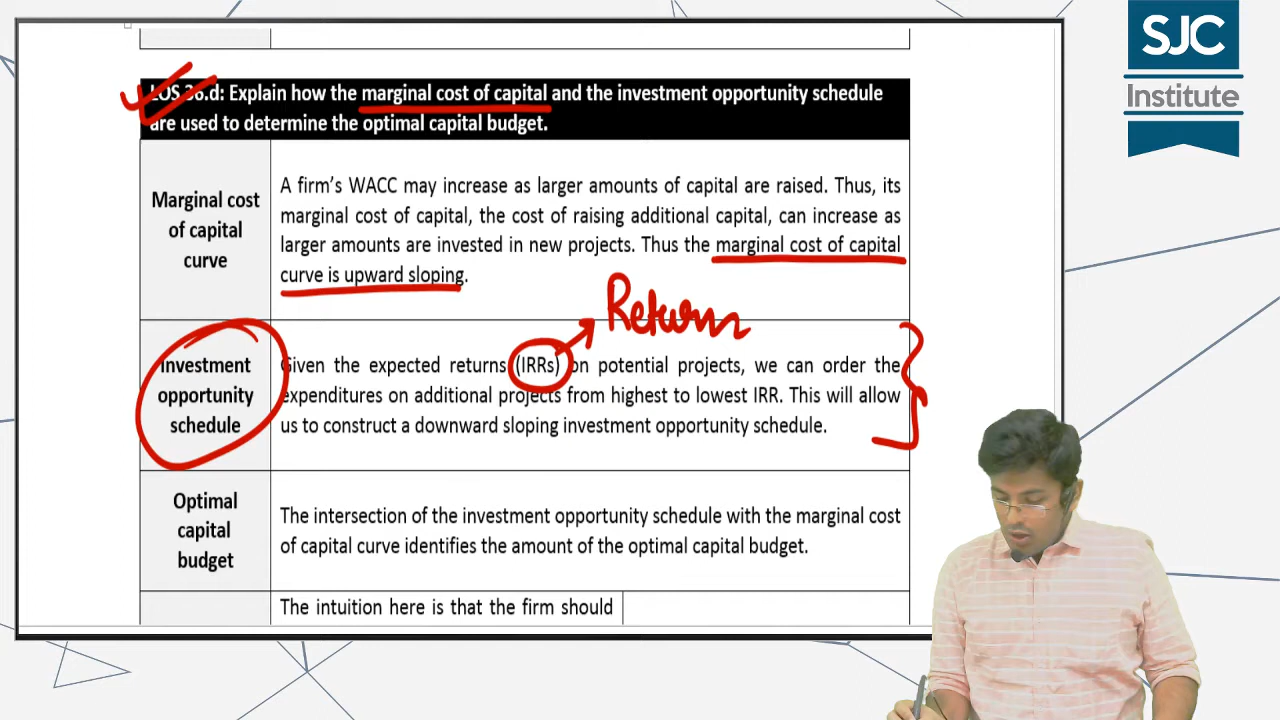 SJC
Institute
LOS 36.d: Explain how the marginal cost of capital and the investment opportunity schedule
are used to determine the optimal capital budget.
Marginal cost
of capital
curve
A firm's WACC may increase as larger amounts of capital are raised. Thus, its
marginal cost of capital, the cost of raising additional capital, can increase as
larger amounts are invested in new projects. Thus the marginal cost of capital
curve is upward sloping.
Return
Investment
opportunity
schedule
Given the expected returns (IRRs) on potential projects, we can order the
expenditures on additional projects from highest to lowest IRR. This will allow
us to construct a downward sloping investment opportunity schedule.
Optimal
capital
budget
The intersection of the investment opportunity schedule with the marginal cost
of capital curve identifies the amount of the optimal capital budget.
The intuition here is that the firm should